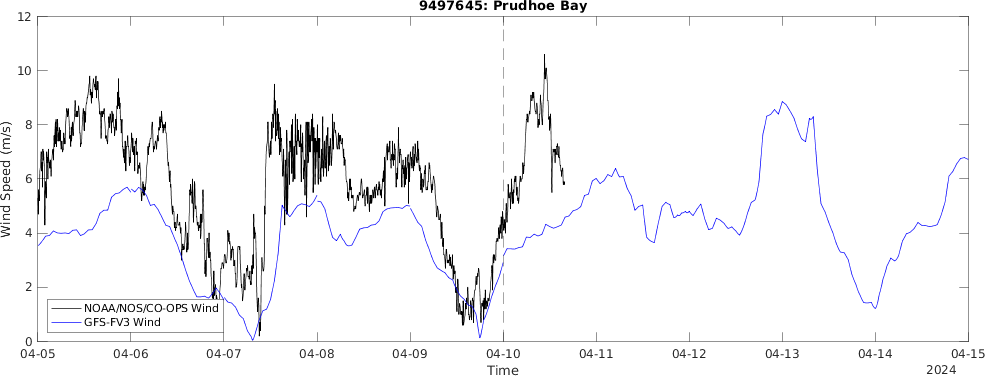 9497645: Prudhoe Bay
12
10
8
6
4
2
0
Wind Speed (m/s)
NOAA/NOS/CO-OPS Wind
GFS-FV3 Wind
04-05 04-06 04-07 04-08 04-09 04-10 04-11 04-12 04-13 04-14 04-15
Time
2024